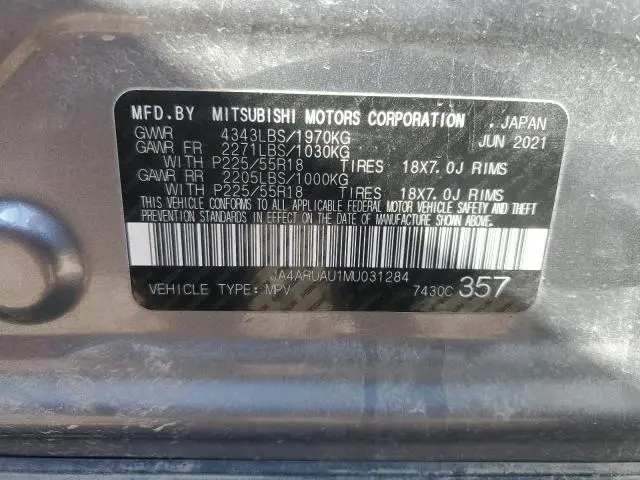 MFD.BY MITSUBISHI MOTORS CORPORATION , JAPAN
GVWR 4343LBS/1970KG JUN 2021
GAWR FR 2271LBS/1030KG
WITH P225/55R18 TIRES 18X7.0J RIMS
GAWR RR 2205LBS/1000KG
WITH P225/55R18 TIRES 18X7.0J RIMS
THIS VEHICLE CONFORMS TO ALL APPLICABLE FEDERAL MOTOR VEHICLE SAFETY AND THEFT
PREVENTION STANDARDS IN EFFECT ON THE DATE OF MANUFACTURE SHOWN ABOVE.
JA4ARUAU1MU031284
VEHICLE TYPE: MPV 7430C 357